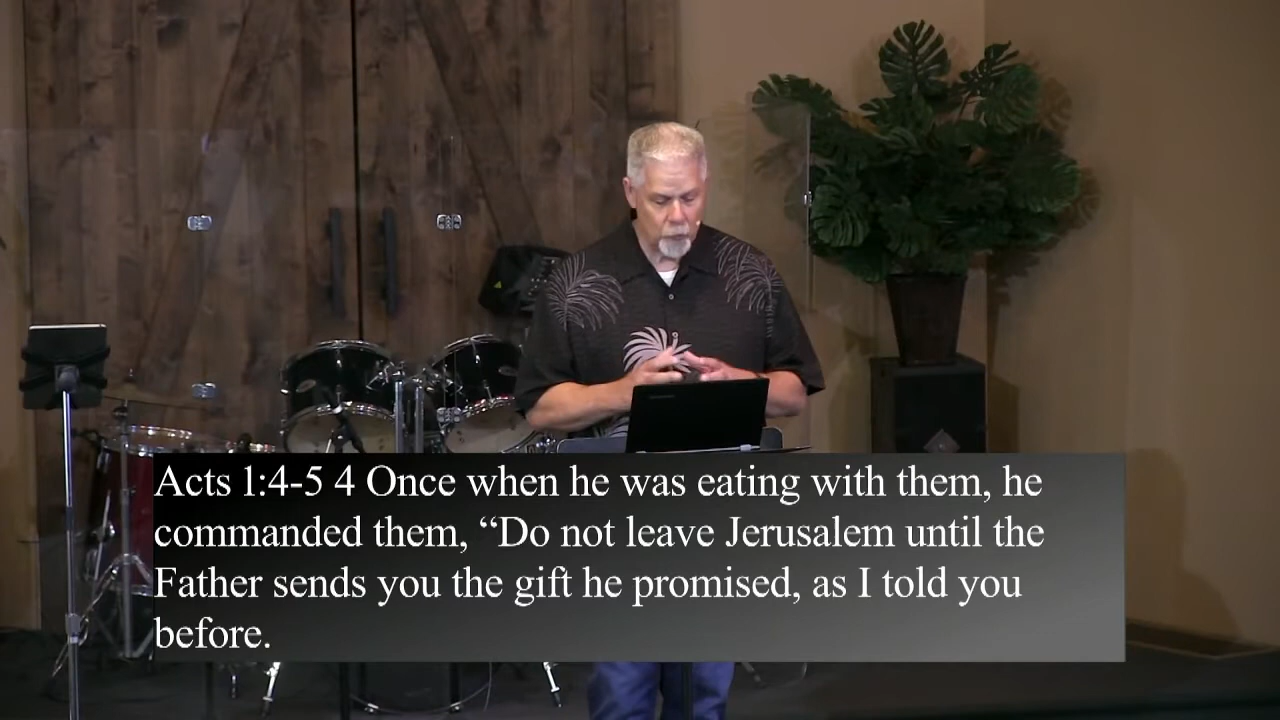 Acts 1:4-5 4 Once when he was eating with them, he
commanded them, “Do not leave Jerusalem until the
Father sends you the gift he promised, as I told you
before.